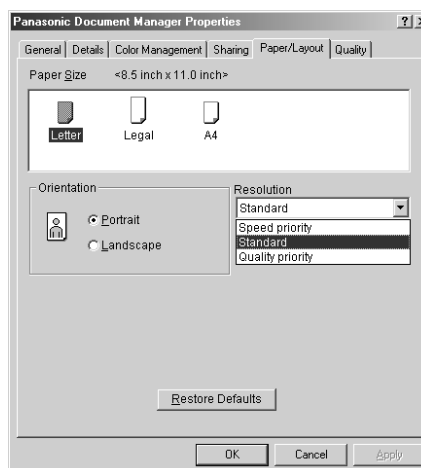 Panasonic Document Manager Properties
General Details Color Management Sharing Paper/Layout Quality
Paper Size <8.5 inch x 11.0 inch>
Letter Legal A4
Orientation
Resolution
Portrait
Landscape
Standard
Speed priority
Standard
Quality priority
Restore Defaults
OK Cancel Apply